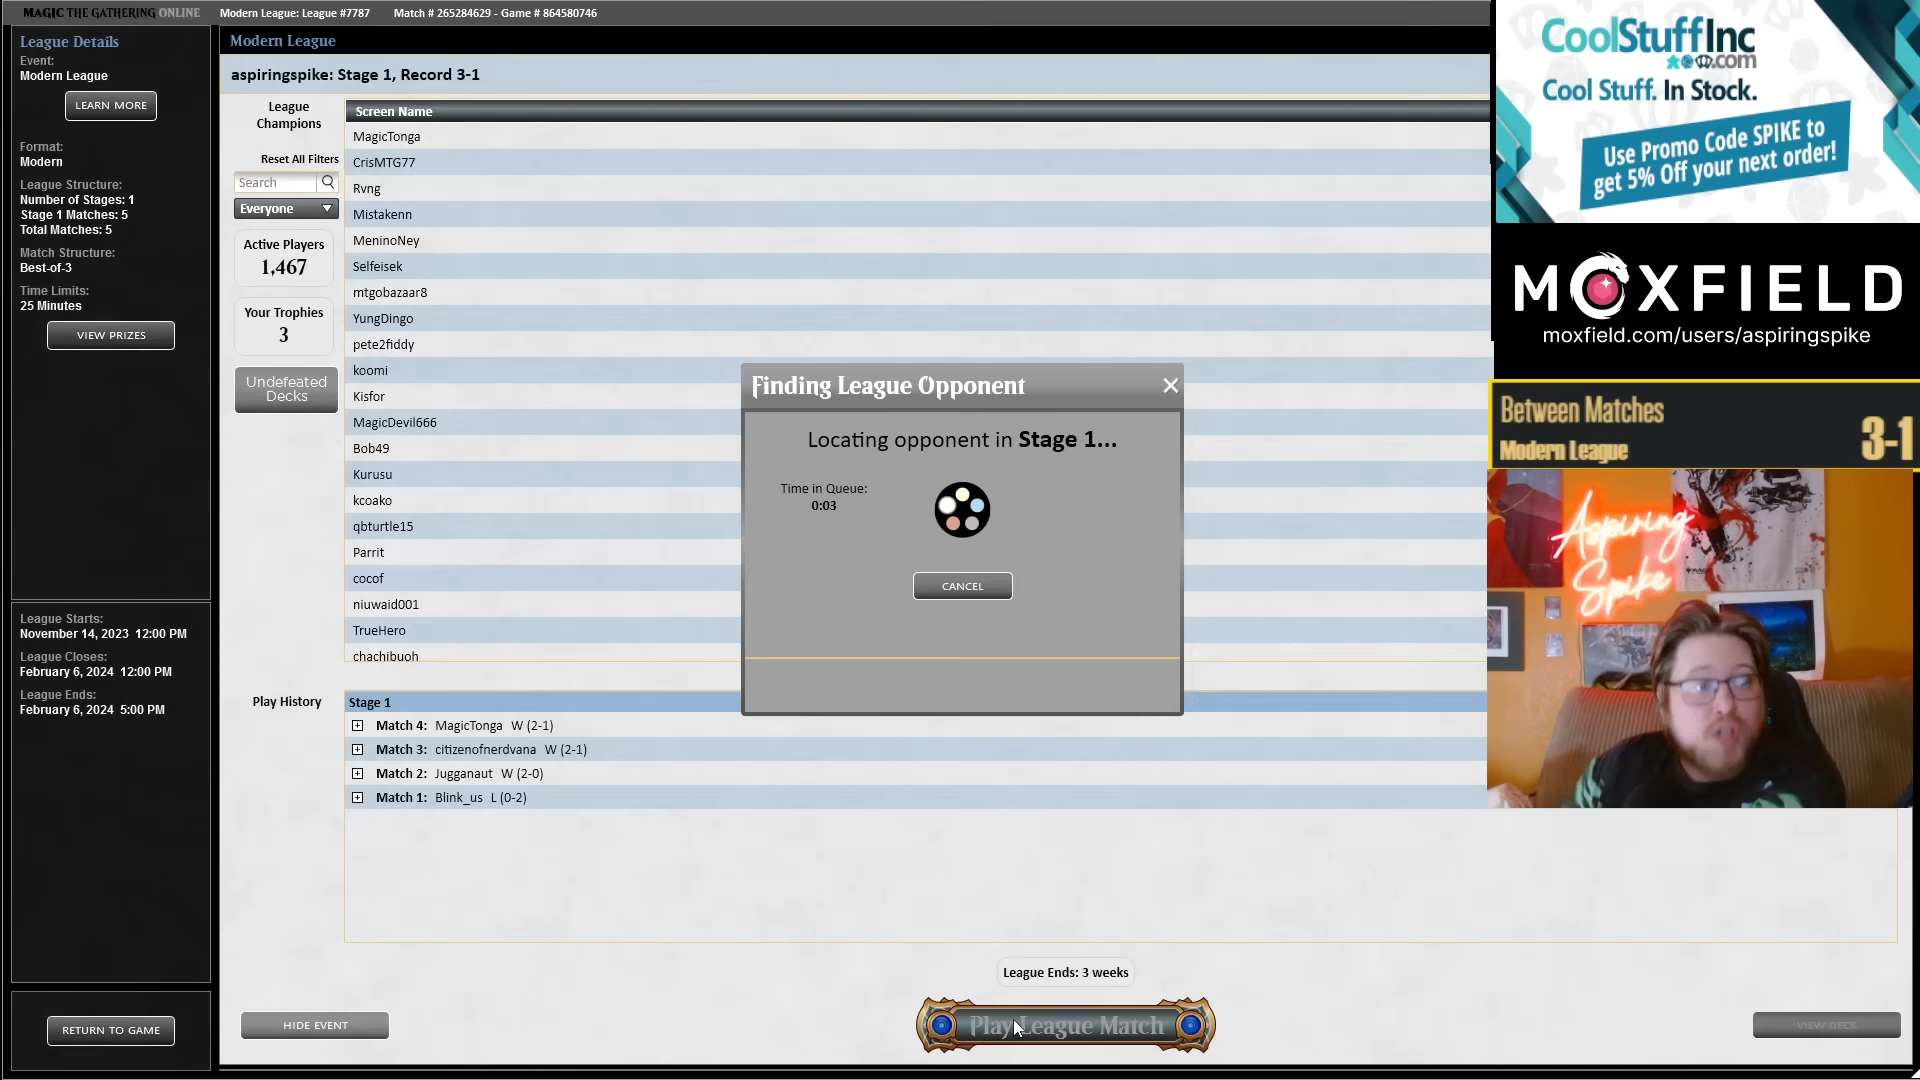 MAGIC THE GATHERING ONLINE
Modern League: League #7787
Match # 265284629 - Game # 864580746
League Details
Event:
Modern League
LEARN MORE
Format:
Modern
League Structure:
Number of Stages: 1
Stage 1 Matches: 5
Total Matches: 5
Match Structure:
Best-of-3
Time Limits:
25 Minutes
VIEW PRIZES
League Starts:
November 14, 2023 12:00 PM
League Closes:
February 6, 2024 12:00 PM
League Ends:
February 6, 2024 5:00 PM
RETURN TO GAME
Modern League
aspiringspike: Stage 1, Record 3-1
League
Champions
Reset All Filters
Search
Everyone
Active Players
1,467
Your Trophies
3
Undefeated
Decks
Screen Name
MagicTonga
CrisMTG77
Rvng
Mistakenn
MeninoNey
Selfeisek
mtgobazaar8
YungDingo
pete2fiddy
koomi
Kisfor
MagicDevil666
Bob49
Kurusu
kcoako
qbturtle15
Parrit
cocof
niuwaid001
TrueHero
chachibuoh
Finding League Opponent
Locating opponent in Stage 1...
Time in Queue:
0:03
CANCEL
Play History
Stage 1
Match 4: MagicTonga W (2-1)
Match 3: citizenofnerdvana W (2-1)
Match 2: Jugganaut W (2-0)
Match 1: Blink_us L (0-2)
League Ends: 3 weeks
HIDE EVENT
Play League Match
VIEW DECK
CoolStuffInc
.com
Cool Stuff. In Stock.
Use Promo Code SPIKE to
get 5% Off your next order!
MOXFIELD
moxfield.com/users/aspiringspike
Between Matches
Modern League
3-1
Aspiring
Spike